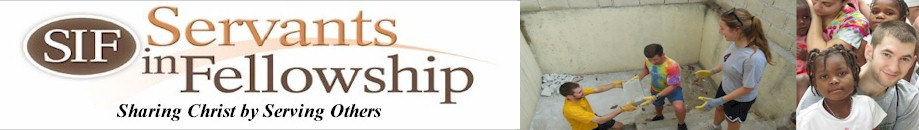 SIF
Servants
in Fellowship
Sharing Christ by Serving Others